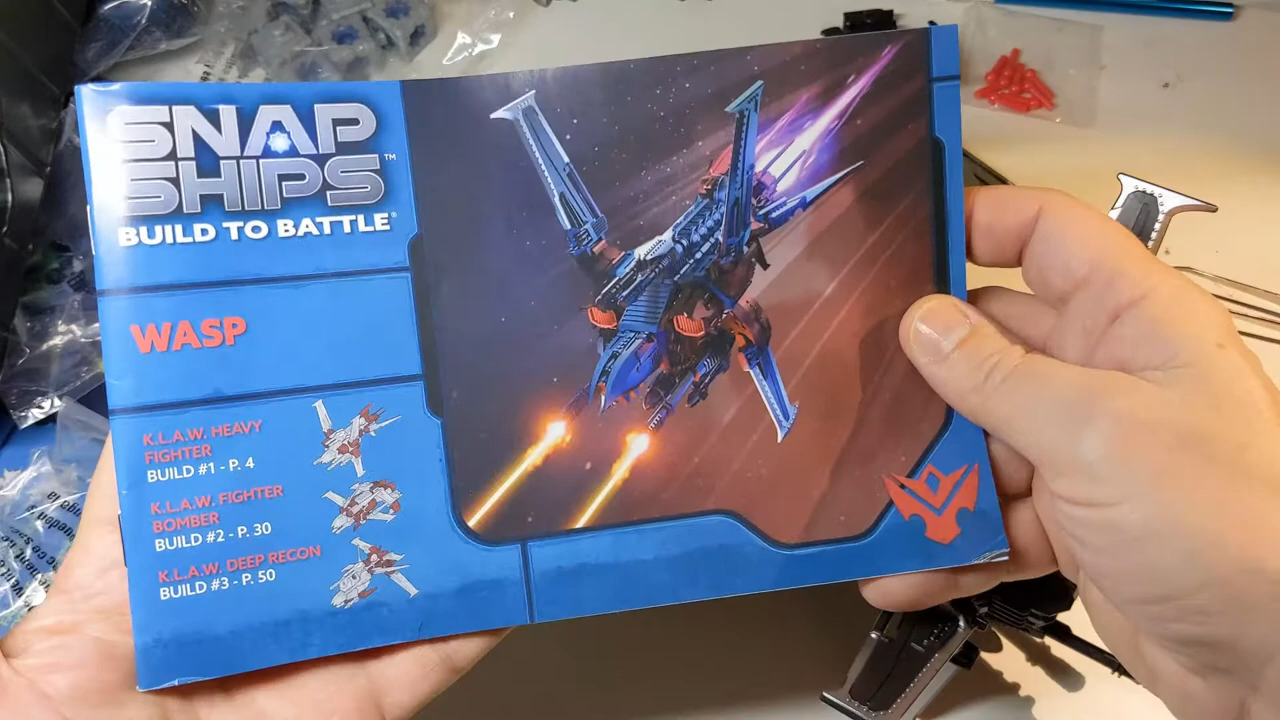 SNAP
SHIPS™
BUILD TO BATTLE®
WASP
K.L.A.W. HEAVY
FIGHTER
BUILD #1 - P. 4
K.L.A.W. FIGHTER
BOMBER
BUILD #2 - P. 30
K.L.A.W. DEEP RECON
BUILD #3 - P. 50